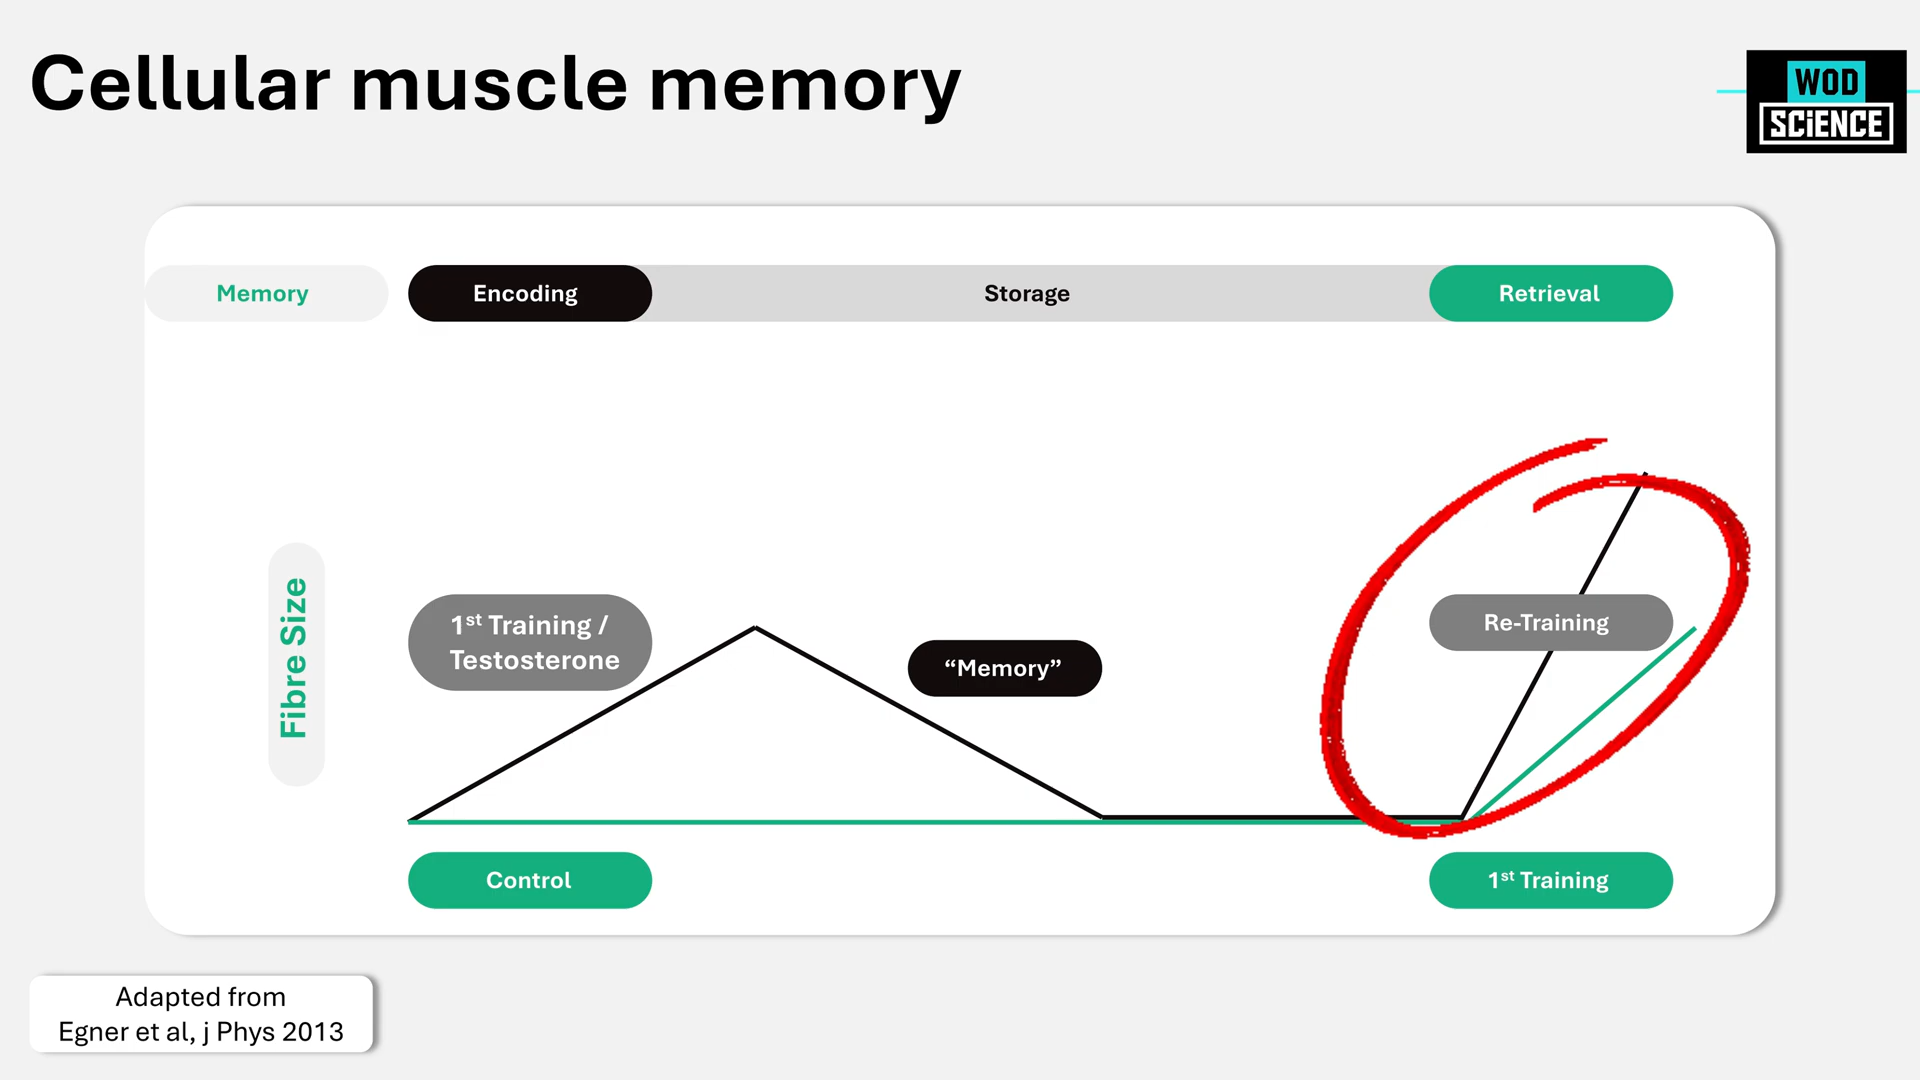 Cellular muscle memory
WOD
SCiENCE
Memory
Encoding
Storage
Retrieval
Fibre Size
1st Training /
Testosterone
“Memory”
Re-Training
Control
1st Training
Adapted from
Egner et al, j Phys 2013